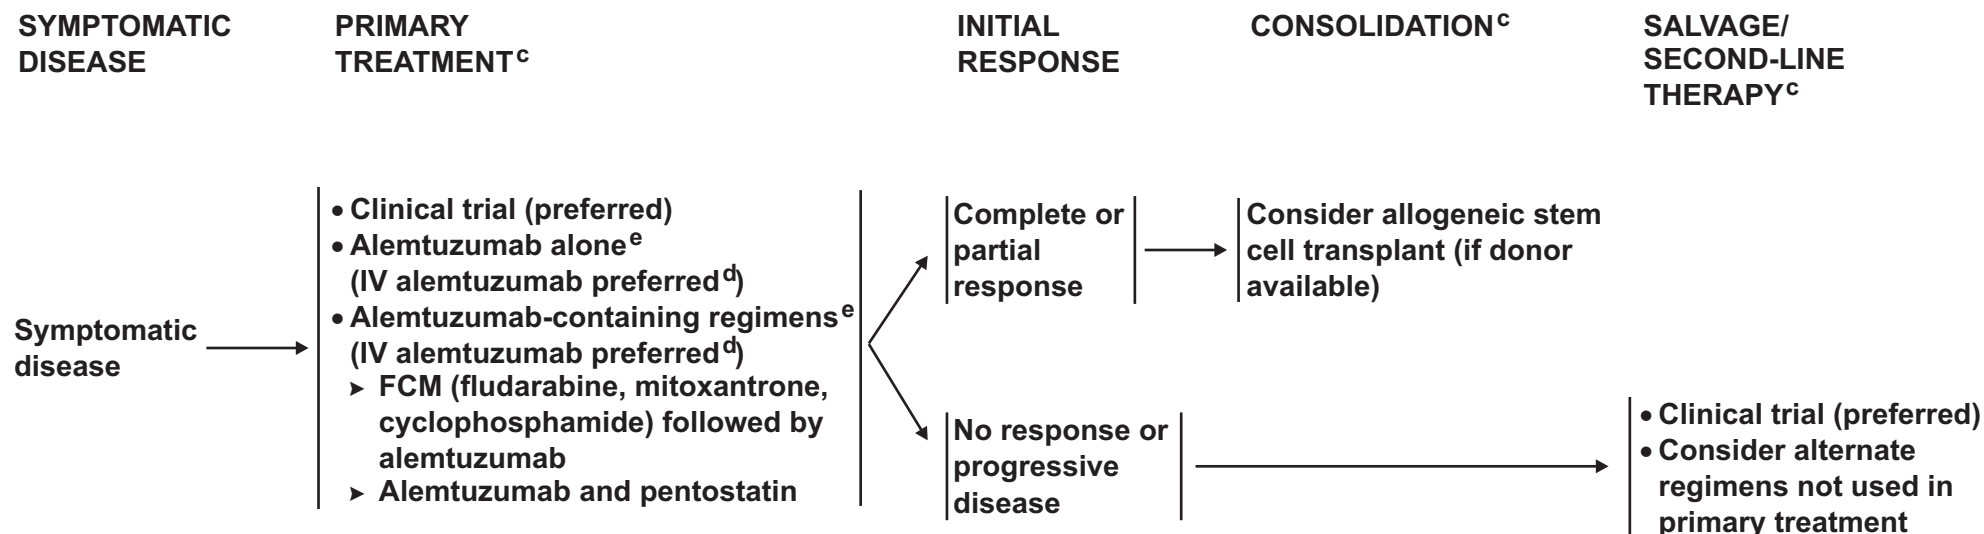 SYMPTOMATIC
DISEASE
PRIMARY
TREATMENT c
INITIAL
RESPONSE
CONSOLIDATION c
SALVAGE/
SECOND-LINE
THERAPY c
Symptomatic
disease
• Clinical trial (preferred)
• Alemtuzumab alone e
(IV alemtuzumab preferred d)
• Alemtuzumab-containing regimens e
(IV alemtuzumab preferred d)
➤ FCM (fludarabine, mitoxantrone,
cyclophosphamide) followed by
alemtuzumab
➤ Alemtuzumab and pentostatin
Complete or
partial
response
Consider allogeneic stem
cell transplant (if donor
available)
No response or
progressive
disease
• Clinical trial (preferred)
• Consider alternate
regimens not used in
primary treatment